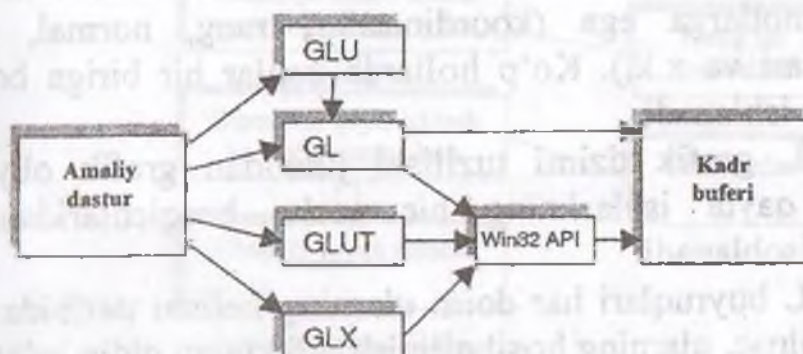 GLU
GL
Amaliy
dastur
Kadr
buferi
GLUT
Win32 API
GLX